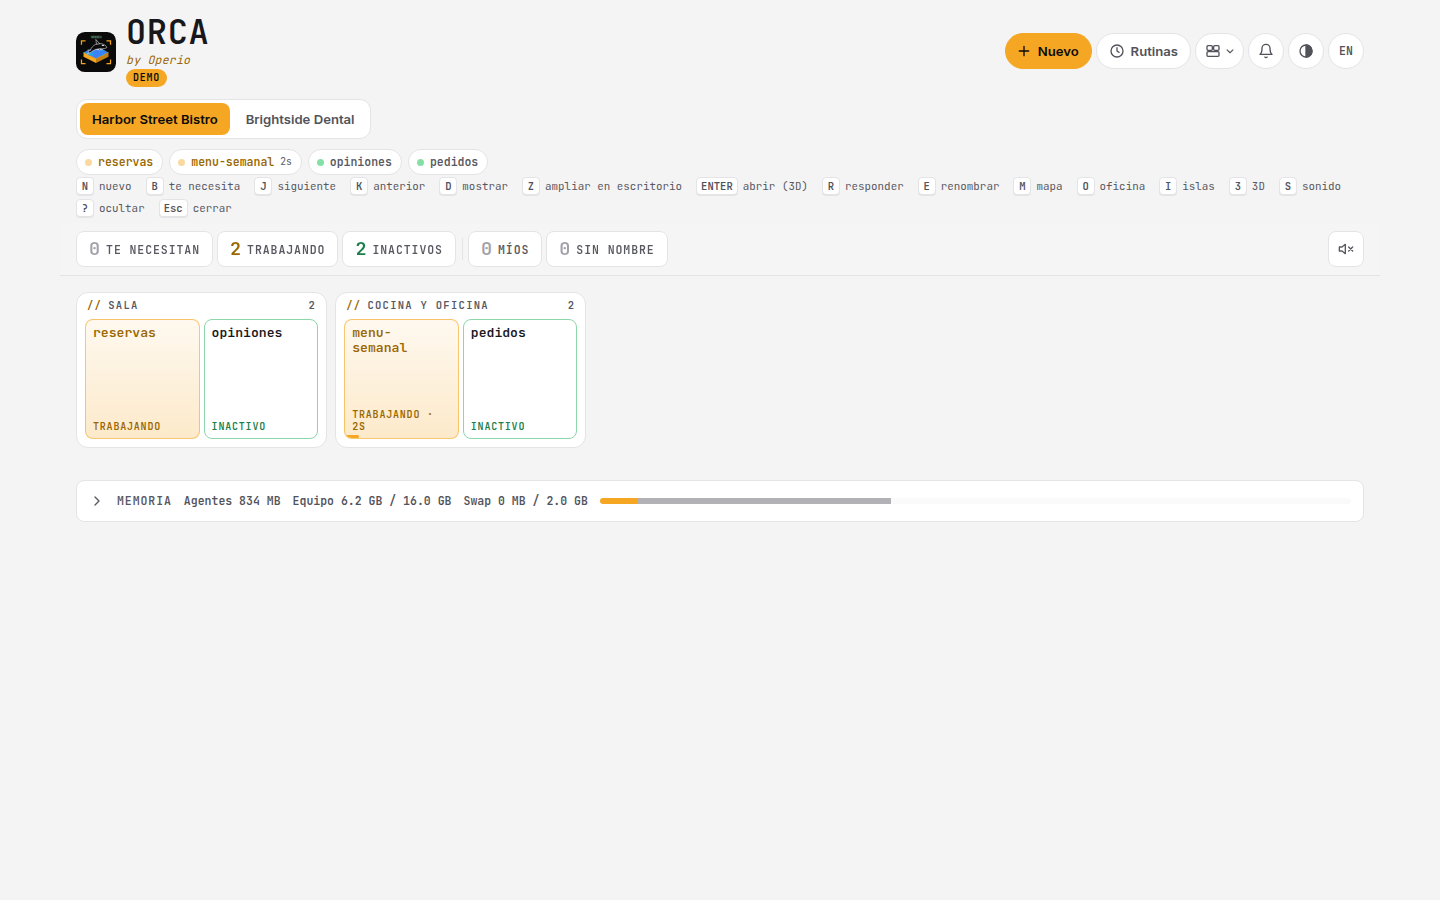 ORCA
by Operio
DEMO
+ Nuevo
Rutinas
EN
Harbor Street Bistro
Brightside Dental
reservas
menu-semanal 2s
opiniones
pedidos
N nuevo B te necesita J siguiente K anterior D mostrar Z ampliar en escritorio ENTER abrir (3D) R responder E renombrar M mapa O oficina I islas 3 3D S sonido
? ocultar Esc cerrar
0 TE NECESITAN
2 TRABAJANDO
2 INACTIVOS
0 MÍOS
0 SIN NOMBRE
// SALA 2
reservas
TRABAJANDO
opiniones
INACTIVO
// COCINA Y OFICINA 2
menu-
semanal
TRABAJANDO ·
2S
pedidos
INACTIVO
MEMORIA Agentes 834 MB Equipo 6.2 GB / 16.0 GB Swap 0 MB / 2.0 GB